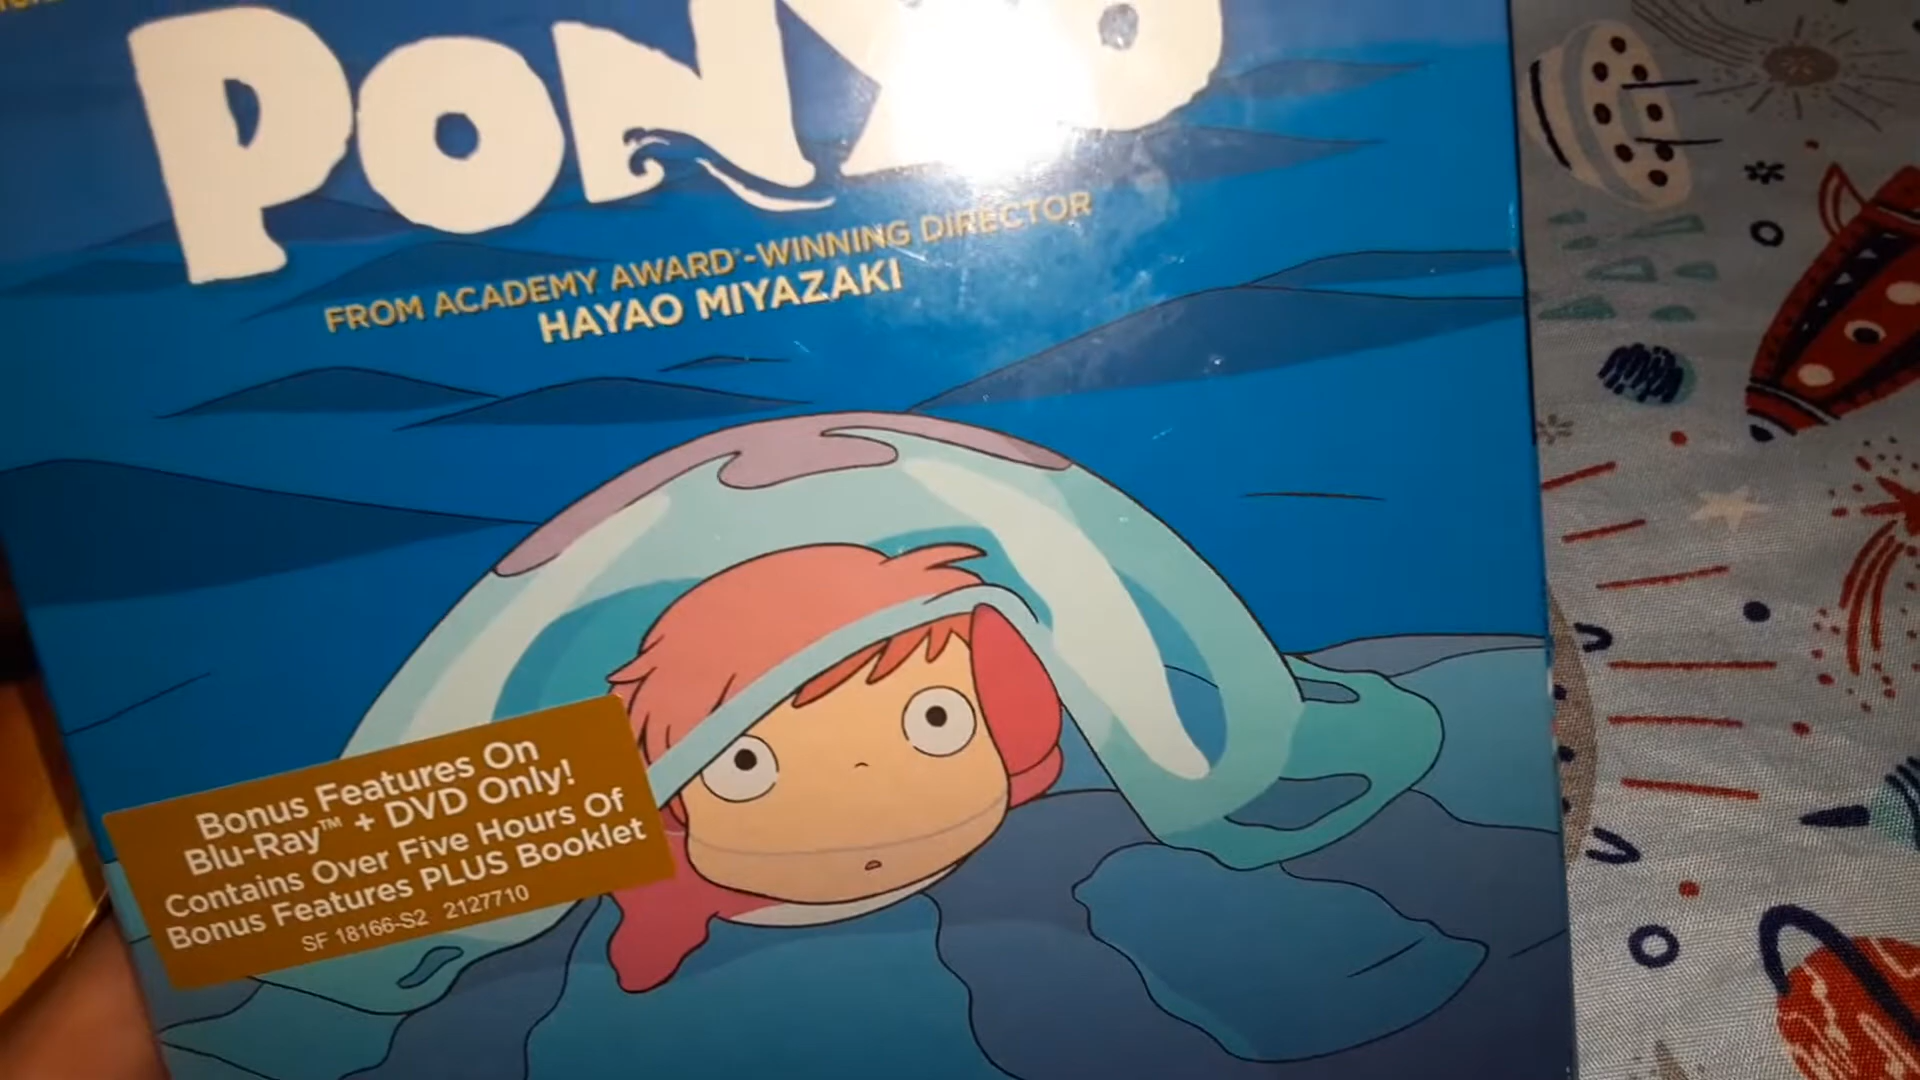 PONYO
FROM ACADEMY AWARD®-WINNING DIRECTOR
HAYAO MIYAZAKI
Bonus Features On
Blu-Ray™ + DVD Only!
Contains Over Five Hours Of
Bonus Features PLUS Booklet
SF 18166-S2 2127710